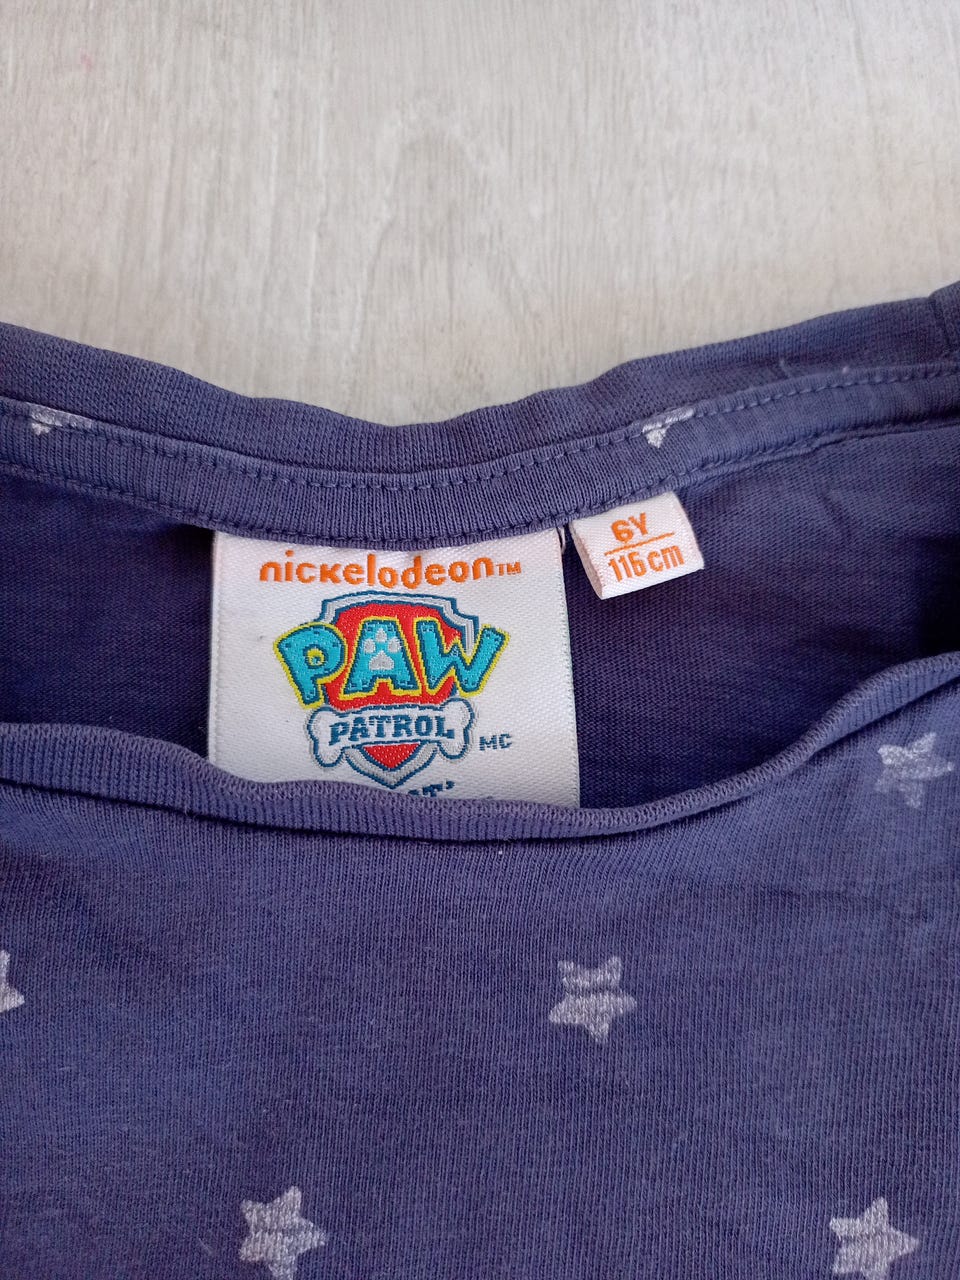 nickelodeon™
PAW
PATROL
MC
6Y
116cm